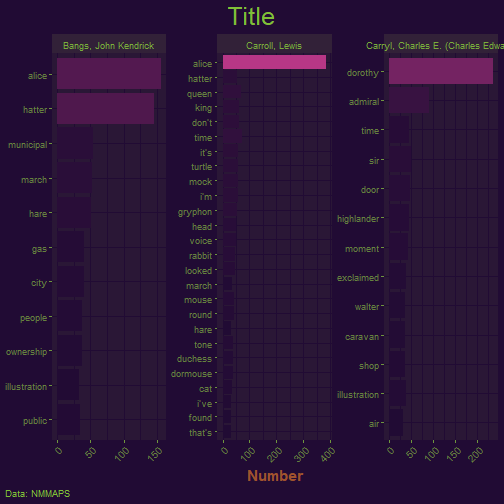 Title
Bangs, John Kendrick
alice
hatter
municipal
march
hare
gas
city
people
ownership
illustration
public
0 50 100 150
Carroll, Lewis
alice
hatter
queen
king
don't
time
it's
turtle
mock
i'm
gryphon
head
voice
rabbit
looked
march
mouse
round
hare
tone
duchess
dormouse
cat
i've
found
that's
0 100 200 300 400
Carryl, Charles E. (Charles Edwa
dorothy
admiral
time
sir
door
highlander
moment
exclaimed
walter
caravan
shop
illustration
air
0 50 100 150 200
Number
Data: NMMAPS